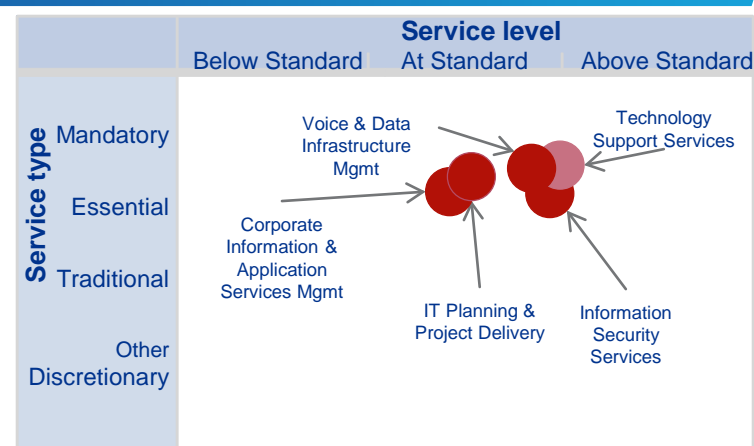 Service level
Below Standard
At Standard
Above Standard
Service type
Mandatory
Essential
Traditional
Other
Discretionary
Voice & Data
Infrastructure
Mgmt
Technology
Support Services
Corporate
Information &
Application
Services Mgmt
IT Planning &
Project Delivery
Information
Security
Services